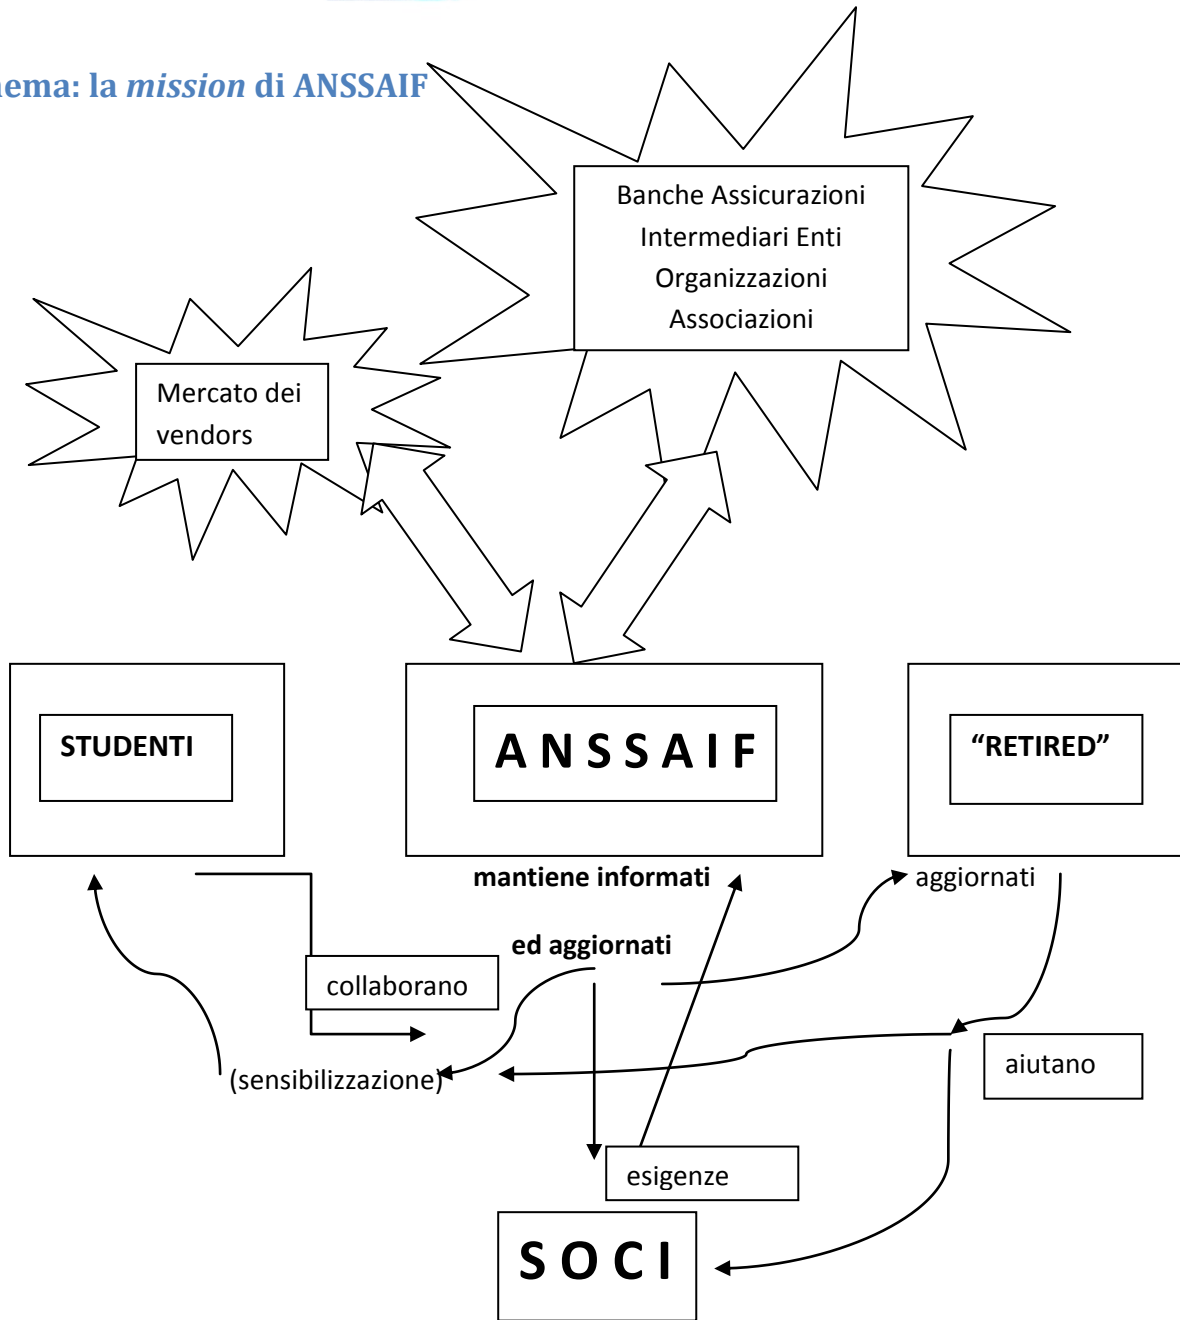 nema: la mission di ANSSAIF
Banche Assicurazioni
Intermediari Enti
Organizzazioni
Associazioni
Mercato dei
vendors
STUDENTI
A N S S A I F
“RETIRED”
mantiene informati
aggiornati
ed aggiornati
collaborano
(sensibilizzazione)
aiutano
esigenze
S O C I